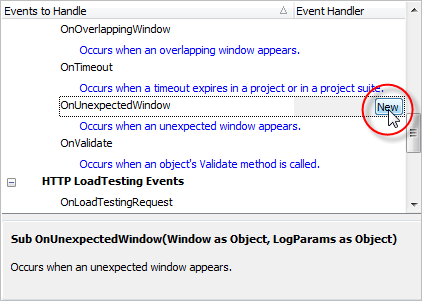 Events to Handle Event Handler
OnOverlappingWindow
Occurs when an overlapping window appears.
OnTimeout
Occurs when a timeout expires in a project or in a project suite.
OnUnexpectedWindow New
Occurs when an unexpected window appears.
OnValidate
Occurs when an object's Validate method is called.
HTTP LoadTesting Events
OnLoadTestingRequest
Sub OnUnexpectedWindow(Window as Object, LogParams as Object)
Occurs when an unexpected window appears.